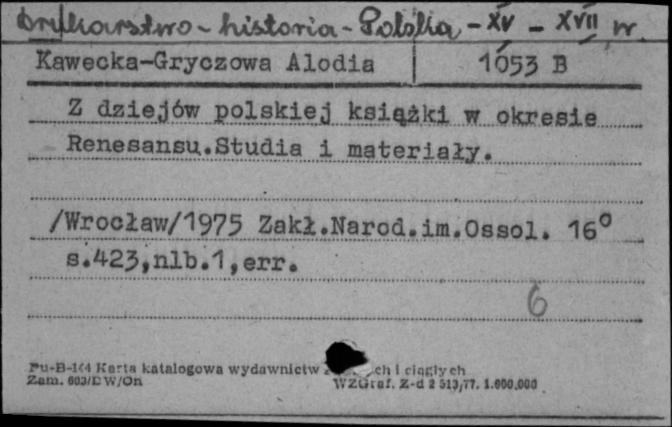 Drukarstwo - historia - Polska - XV - XVII w.
Kawecka-Gryczowa Alodia 1053 B
Z dziejów polskiej książki w okresie
Renesansu.Studia i materiały.
/Wrocław/1975 Zakł.Narod.im.Ossol. 16°
s.423,nlb.1,err.
6
Pu-B-144 Karta katalogowa wydawnictw ch i ciągłych
Zam. 603/DW/On WZGraf. Z-d 2 513,77. 1.000.000